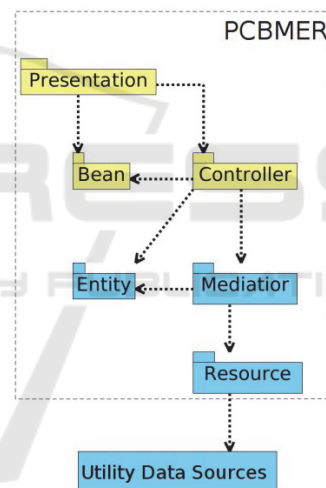 PCBMER
Presentation
Bean
Controller
Entity
Mediatior
Resource
Utility Data Sources